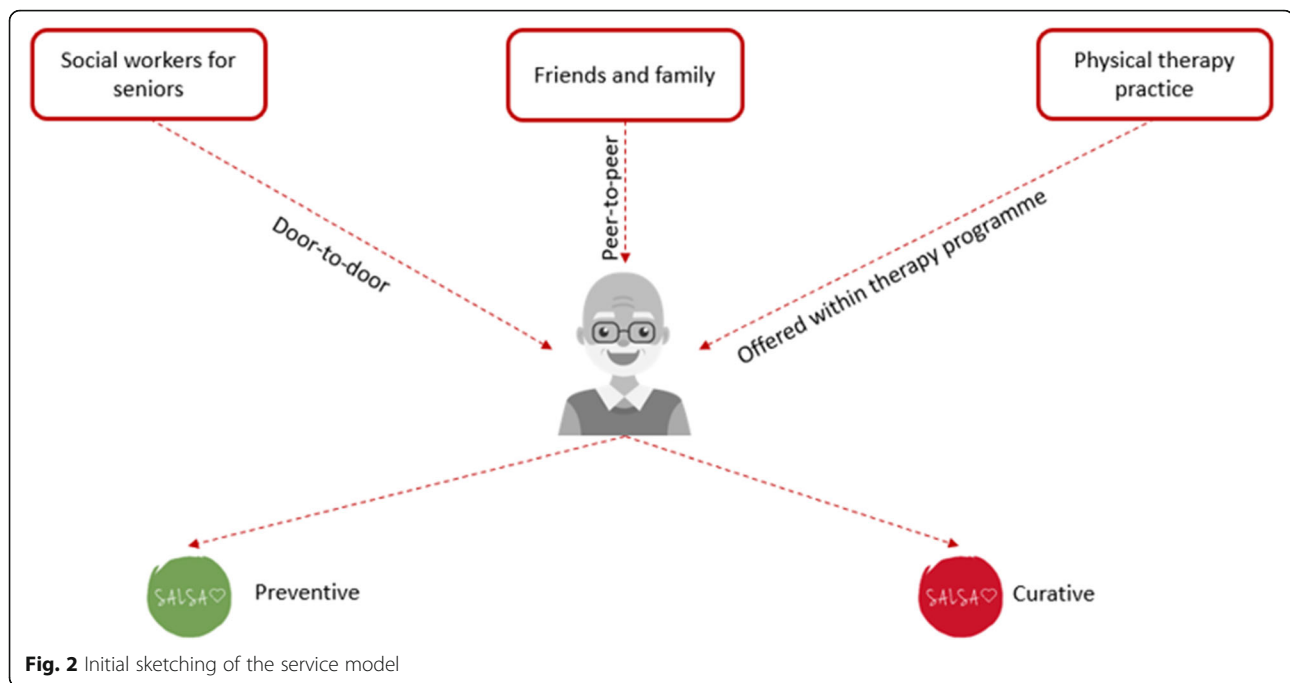 Social workers for
seniors
Friends and family
Physical therapy
practice
Door-to-door
Peer-to-peer
Offered within therapy programme
SALSA♡
Preventive
SALSA♡
Curative
Fig. 2 Initial sketching of the service model